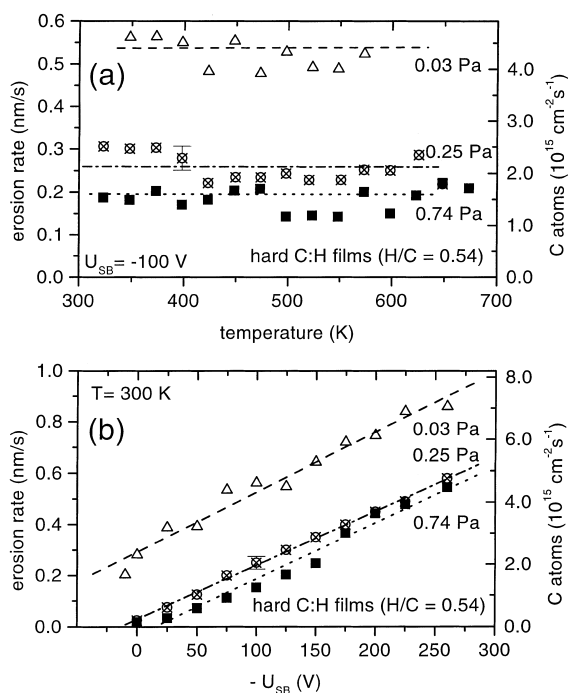 0.6
0.5
0.4
0.3
0.2
0.1
0.0
erosion rate (nm/s)
(a)
0.03 Pa
0.25 Pa
0.74 Pa
U_SB= -100 V
hard C:H films (H/C = 0.54)
4.0
3.0
2.0
1.0
0.0
C atoms (10^15 cm^-2 s^-1)
300 400 500 600 700
temperature (K)
1.0
0.8
0.6
0.4
0.2
0.0
erosion rate (nm/s)
T= 300 K
(b)
0.03 Pa
0.25 Pa
0.74 Pa
hard C:H films (H/C = 0.54)
8.0
6.0
4.0
2.0
0.0
C atoms (10^15 cm^-2 s^-1)
0 50 100 150 200 250
- U_SB (V)